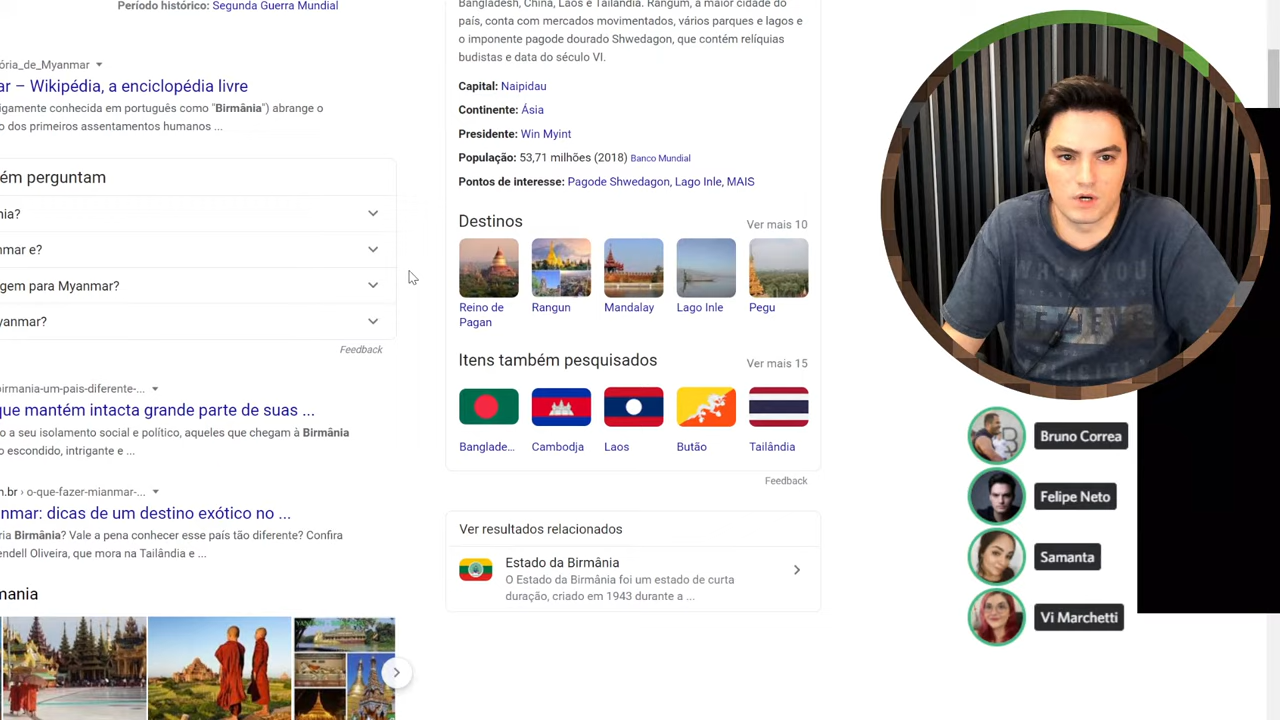 Período histórico: Segunda Guerra Mundial
ória_de_Myanmar
ar – Wikipédia, a enciclopédia livre
igamente conhecida em português como "Birmânia") abrange o
o dos primeiros assentamentos humanos ...
ém perguntam
nia?
nmar e?
gem para Myanmar?
yanmar?
Feedback
birmania-um-pais-diferente-...
que mantém intacta grande parte de suas ...
o a seu isolamento social e político, aqueles que chegam à Birmânia
o escondido, intrigante e ...
n.br › o-que-fazer-mianmar-...
nmar: dicas de um destino exótico no ...
ria Birmânia? Vale a pena conhecer esse país tão diferente? Confira
endell Oliveira, que mora na Tailândia e ...
mania
Bangladesh, China, Laos e Tailândia. Rangum, a maior cidade do
país, conta com mercados movimentados, vários parques e lagos e
o imponente pagode dourado Shwedagon, que contém relíquias
budistas e data do século VI.
Capital: Naipidau
Continente: Ásia
Presidente: Win Myint
População: 53,71 milhões (2018) Banco Mundial
Pontos de interesse: Pagode Shwedagon, Lago Inle, MAIS
Destinos
Ver mais 10
Reino de
Pagan
Rangun
Mandalay
Lago Inle
Pegu
Itens também pesquisados
Ver mais 15
Banglade...
Cambodja
Laos
Butão
Tailândia
Feedback
Ver resultados relacionados
Estado da Birmânia
O Estado da Birmânia foi um estado de curta
duração, criado em 1943 durante a ...
Bruno Correa
Felipe Neto
Samanta
Vi Marchetti